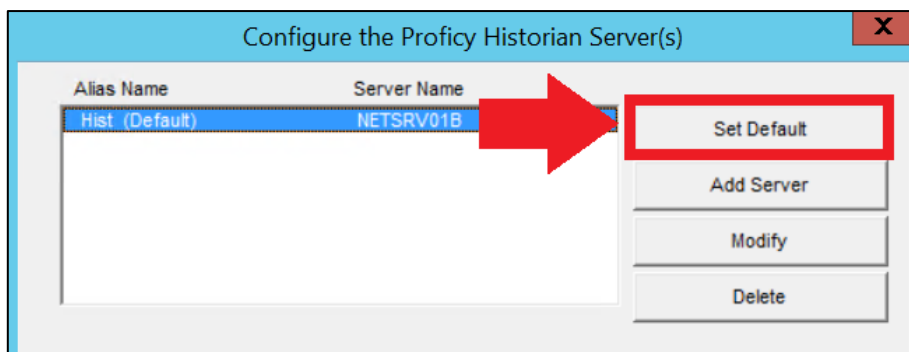 Configure the Proficy Historian Server(s)
X
Alias Name Server Name
Hist (Default) NETSRV01B
Set Default
Add Server
Modify
Delete